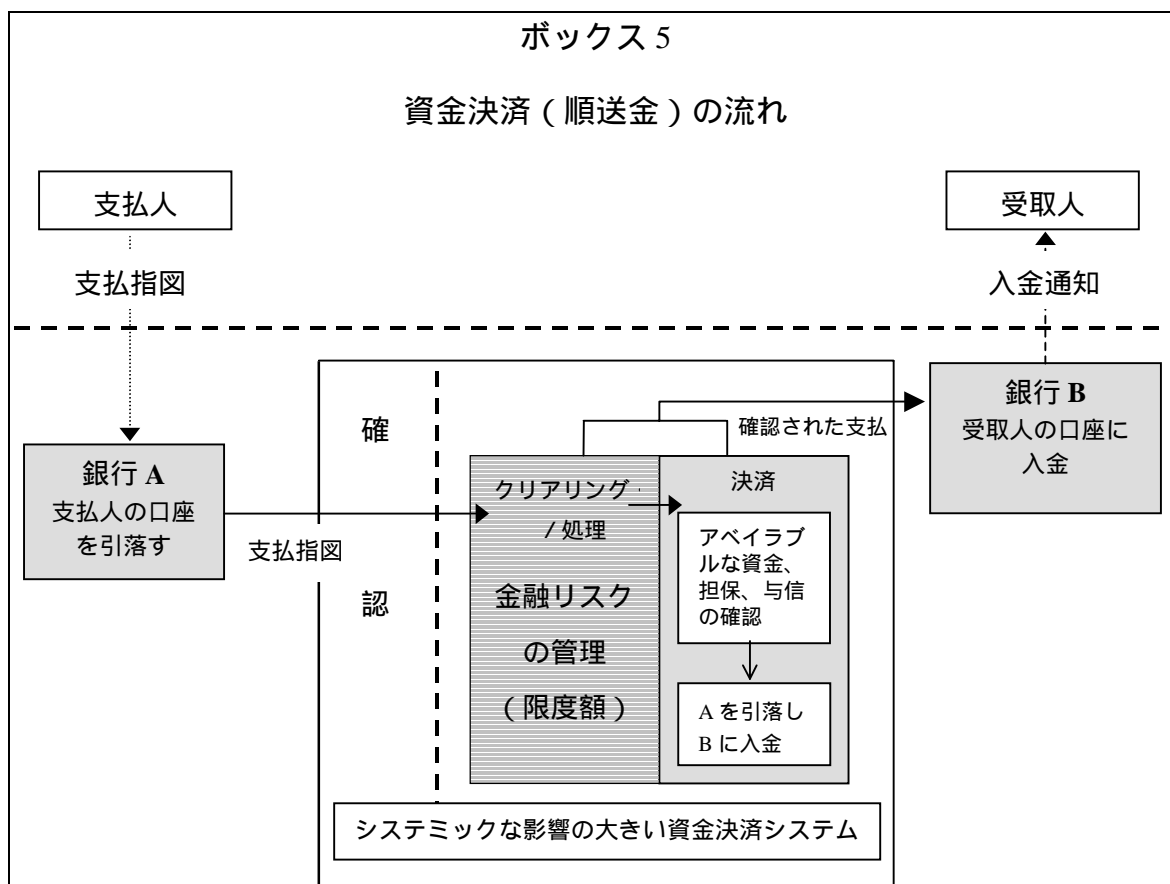 ボックス 5
資金決済（順送金）の流れ
支払人
受取人
支払指図
入金通知
銀行 A
支払人の口座
を引落す
支払指図
確
認
クリアリング・
/ 処理
金融リスク
の管理
（限度額）
決済
アベイラブ
ルな資金、
担保、与信
の確認
A を引落し
B に入金
確認された支払
銀行 B
受取人の口座に
入金
システミックな影響の大きい資金決済システム